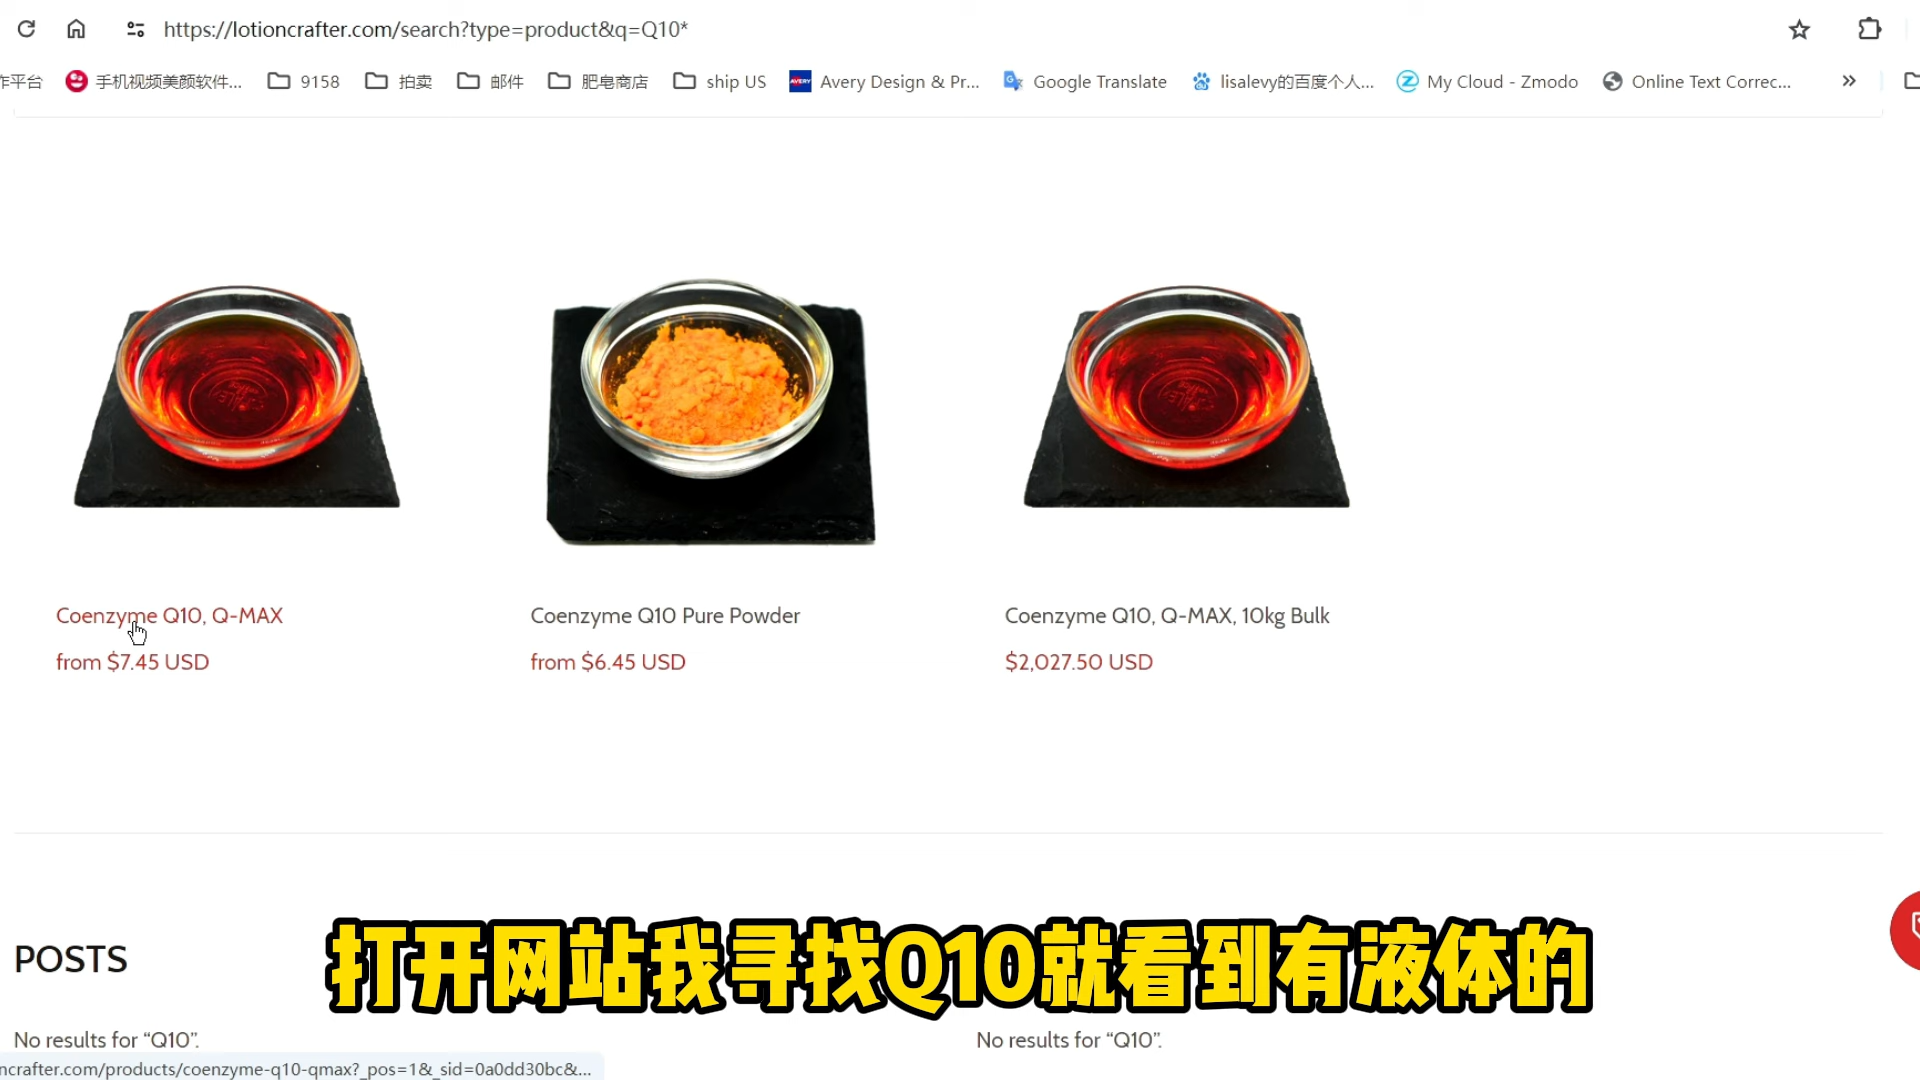 https://lotioncrafter.com/search?type=product&q=Q10*
作平台 手机视频美颜软件... 9158 拍卖 邮件 肥皂商店 ship US Avery Design & Pr... Google Translate lisalevy的百度个人... My Cloud - Zmodo Online Text Correc...
Coenzyme Q10, Q-MAX
from $7.45 USD
Coenzyme Q10 Pure Powder
from $6.45 USD
Coenzyme Q10, Q-MAX, 10kg Bulk
$2,027.50 USD
POSTS
打开网站我寻找Q10就看到有液体的
No results for “Q10”.
No results for “Q10”.
ncrafter.com/products/coenzyme-q10-qmax?_pos=1&_sid=0a0dd30bc&...